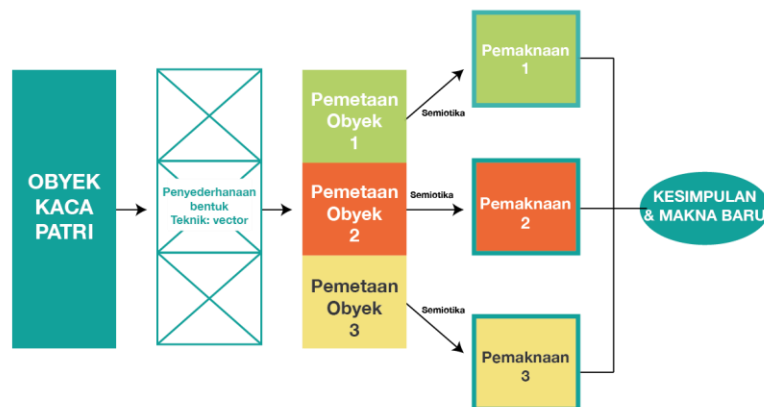 OBYEK
KACA
PATRI
Penyederhanaan
bentuk
Teknik: vector
Pemetaan
Obyek
1
Pemetaan
Obyek
2
Pemetaan
Obyek
3
Semiotika
Semiotika
Semiotika
Pemaknaan
1
Pemaknaan
2
Pemaknaan
3
KESIMPULAN
& MAKNA BARU